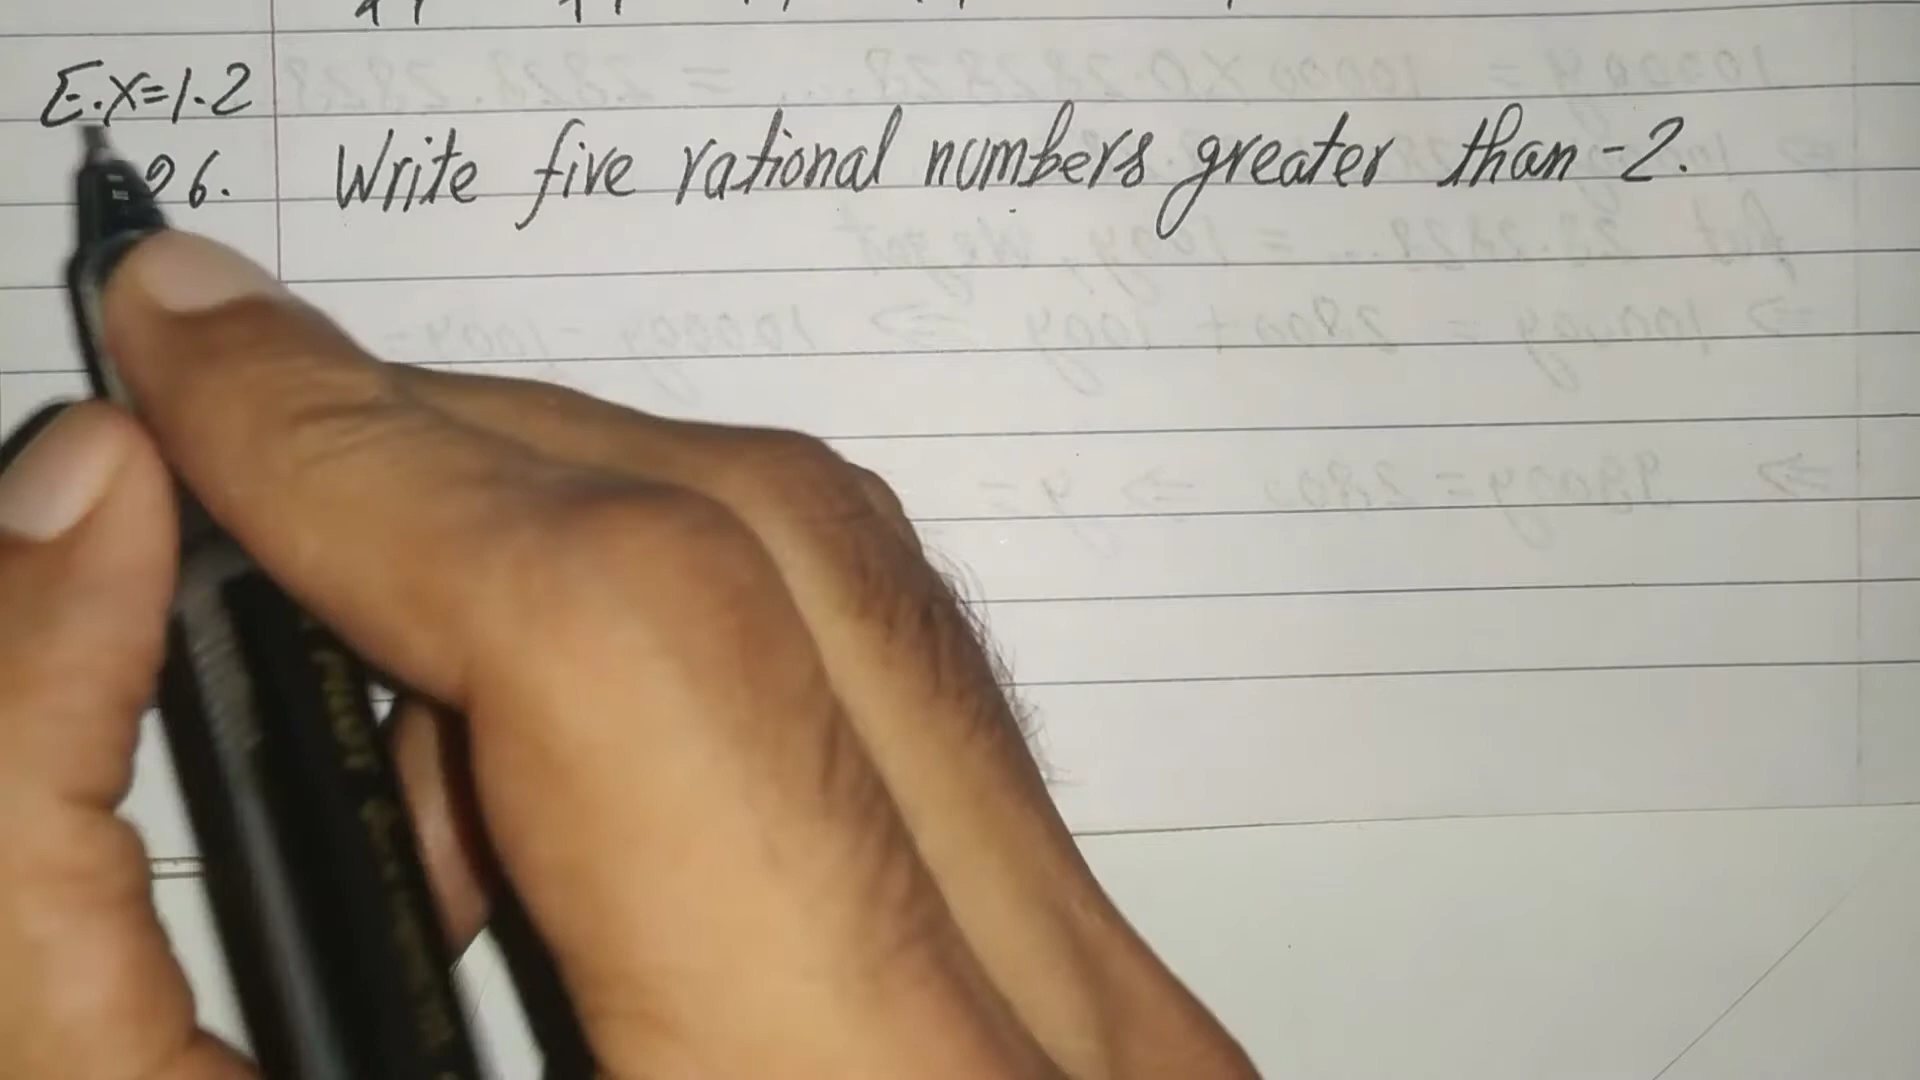 E.X=1.2
6. Write five rational numbers greater than -2.